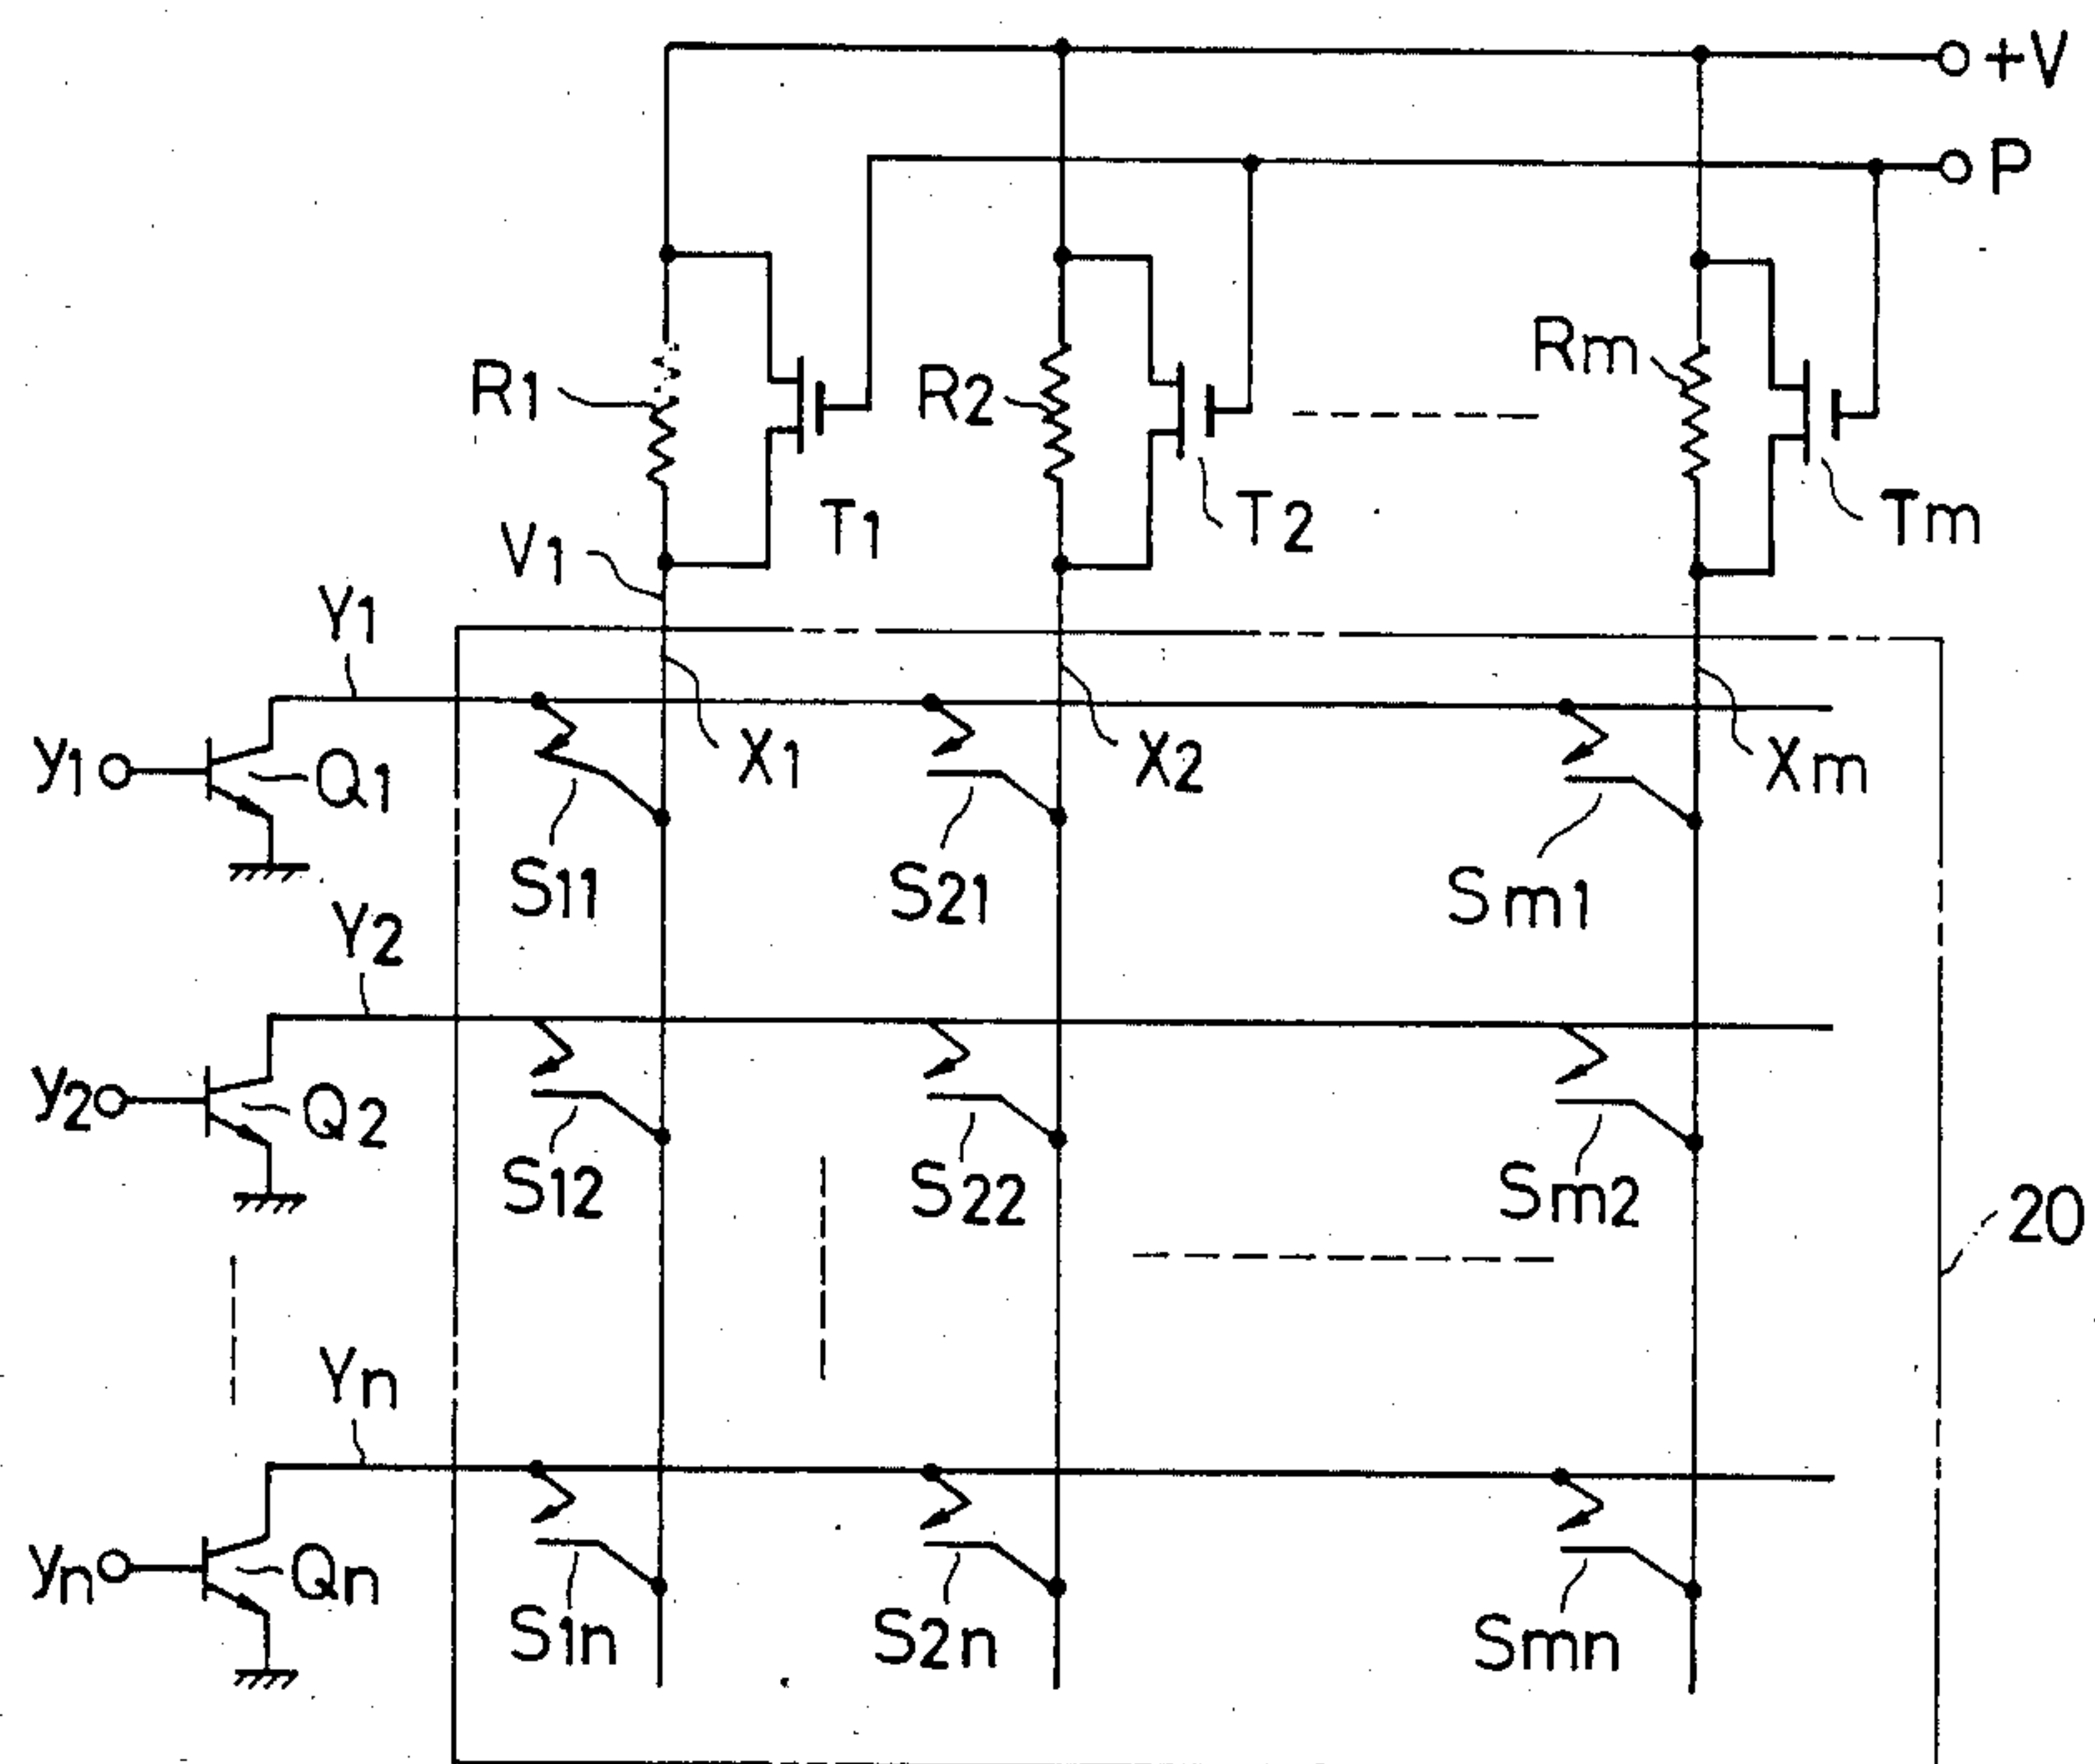 +V
P
R1
R2
Rm
T1
T2
Tm
V1
Y1
X1
X2
Xm
y1
Q1
S11
S21
Sm1
Y2
y2
Q2
S12
S22
Sm2
20
Yn
yn
Qn
S1n
S2n
Smn